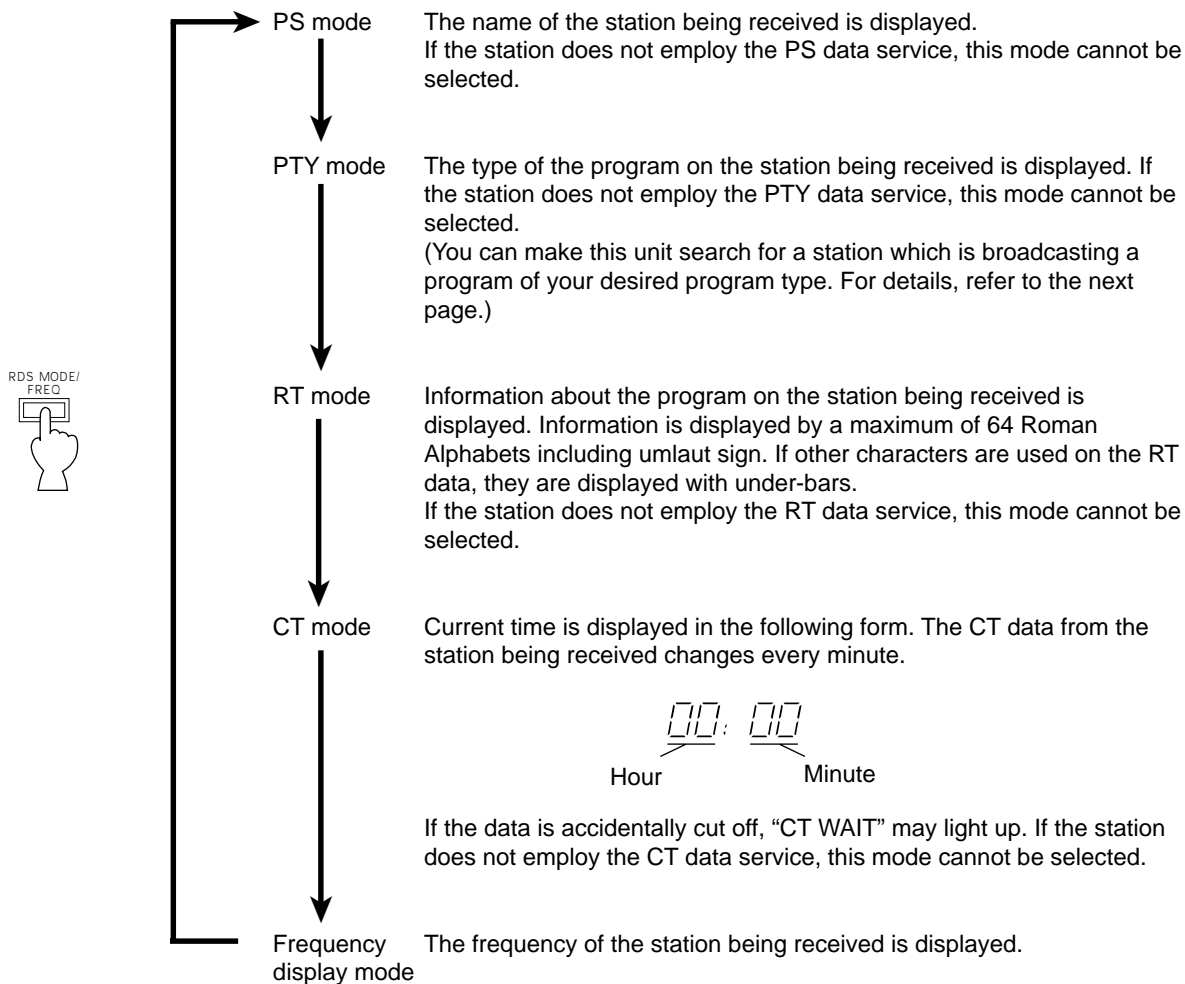 PS mode The name of the station being received is displayed.
If the station does not employ the PS data service, this mode cannot be
selected.
PTY mode The type of the program on the station being received is displayed. If
the station does not employ the PTY data service, this mode cannot be
selected.
(You can make this unit search for a station which is broadcasting a
program of your desired program type. For details, refer to the next
page.)
RDS MODE/
FREQ
RT mode Information about the program on the station being received is
displayed. Information is displayed by a maximum of 64 Roman
Alphabets including umlaut sign. If other characters are used on the RT
data, they are displayed with under-bars.
If the station does not employ the RT data service, this mode cannot be
selected.
CT mode Current time is displayed in the following form. The CT data from the
station being received changes every minute.
00: 00
Hour Minute
If the data is accidentally cut off, “CT WAIT” may light up. If the station
does not employ the CT data service, this mode cannot be selected.
Frequency The frequency of the station being received is displayed.
display mode